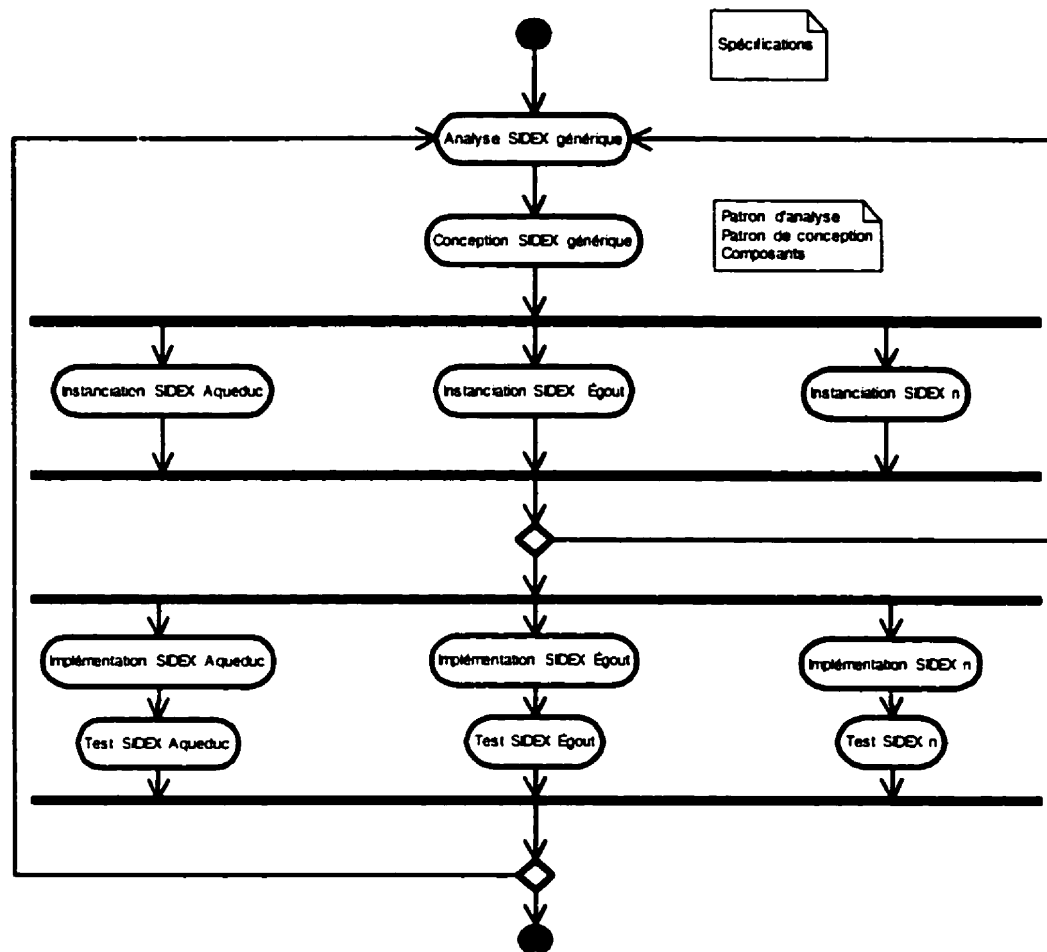 Spécifications
Analyse SIDEX générique
Conception SIDEX générique
Patron d'analyse
Patron de conception
Composants
Instanciation SIDEX Aqueduc
Instanciation SIDEX Égout
Instanciation SIDEX n
Implémentation SIDEX Aqueduc
Implémentation SIDEX Égout
Implémentation SIDEX n
Test SIDEX Aqueduc
Test SIDEX Égout
Test SIDEX n